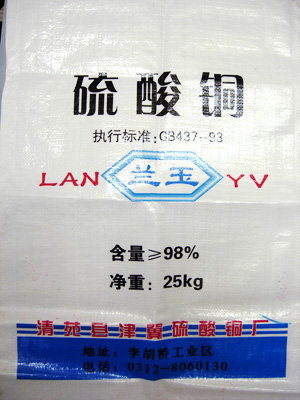 硫酸铜
执行标准:GB437-93
LAN 兰玉 YV
含量≥98%
净重: 25kg
清苑县津冀硫酸铜厂
地址: 李胡桥工业区
电话: 0312-8060130